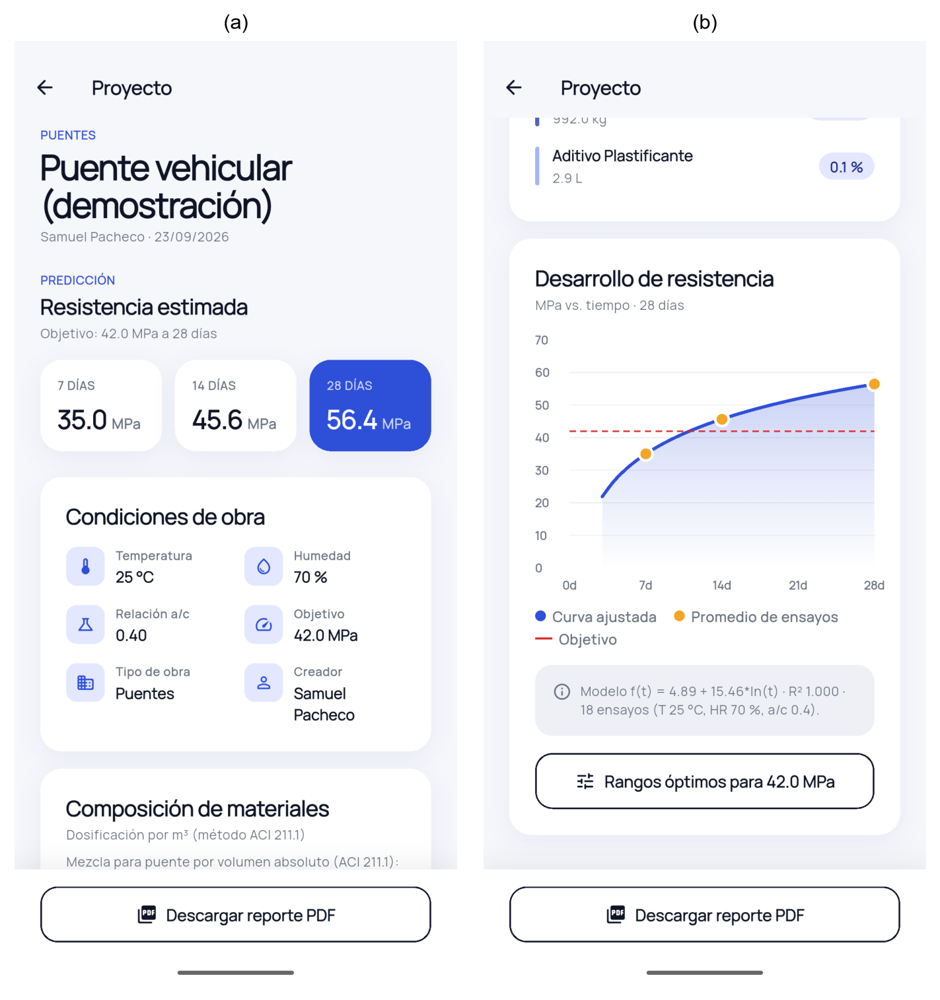 (a)
Proyecto
PUENTES
Puente vehicular
(demostración)
Samuel Pacheco · 23/09/2026
PREDICCIÓN
Resistencia estimada
Objetivo: 42.0 MPa a 28 días
7 DÍAS
35.0 MPa
14 DÍAS
45.6 MPa
28 DÍAS
56.4 MPa
Condiciones de obra
Temperatura
25 °C
Humedad
70 %
Relación a/c
0.40
Objetivo
42.0 MPa
Tipo de obra
Puentes
Creador
Samuel
Pacheco
Composición de materiales
Dosificación por m³ (método ACI 211.1)
Mezcla para puente por volumen absoluto (ACI 211.1):
PDF Descargar reporte PDF
(b)
Proyecto
992.0 kg
Aditivo Plastificante
2.9 L
0.1 %
Desarrollo de resistencia
MPa vs. tiempo · 28 días
70
60
50
40
30
20
10
0
0d 7d 14d 21d 28d
Curva ajustada Promedio de ensayos
Objetivo
Modelo f(t) = 4.89 + 15.46*ln(t) · R² 1.000 ·
18 ensayos (T 25 °C, HR 70 %, a/c 0.4).
Rangos óptimos para 42.0 MPa
PDF Descargar reporte PDF